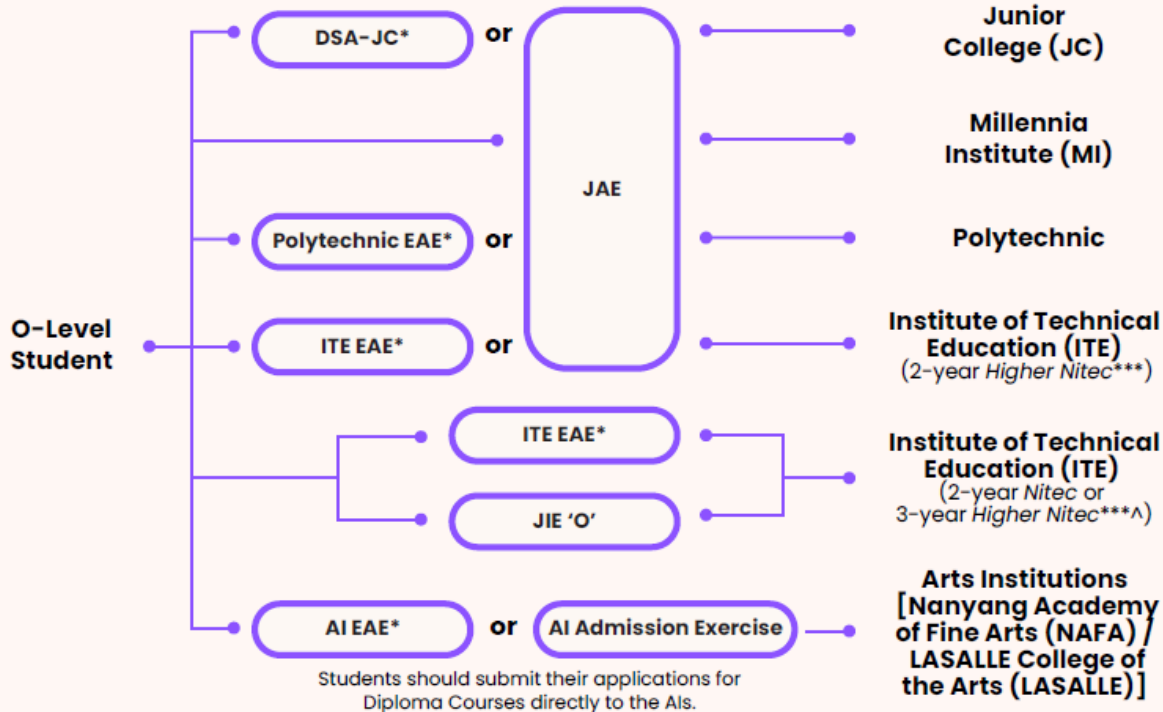 DSA-JC*
or
Junior
College (JC)
Millennia
Institute (MI)
JAE
Polytechnic EAE*
or
Polytechnic
O-Level
Student
ITE EAE*
or
Institute of Technical
Education (ITE)
(2-year Higher Nitec***)
ITE EAE*
JIE ‘O’
Institute of Technical
Education (ITE)
(2-year Nitec or
3-year Higher Nitec***^)
AI EAE*
or
AI Admission Exercise
Arts Institutions
[Nanyang Academy
of Fine Arts (NAFA) /
LASALLE College of
the Arts (LASALLE)]
Students should submit their applications for
Diploma Courses directly to the AIs.